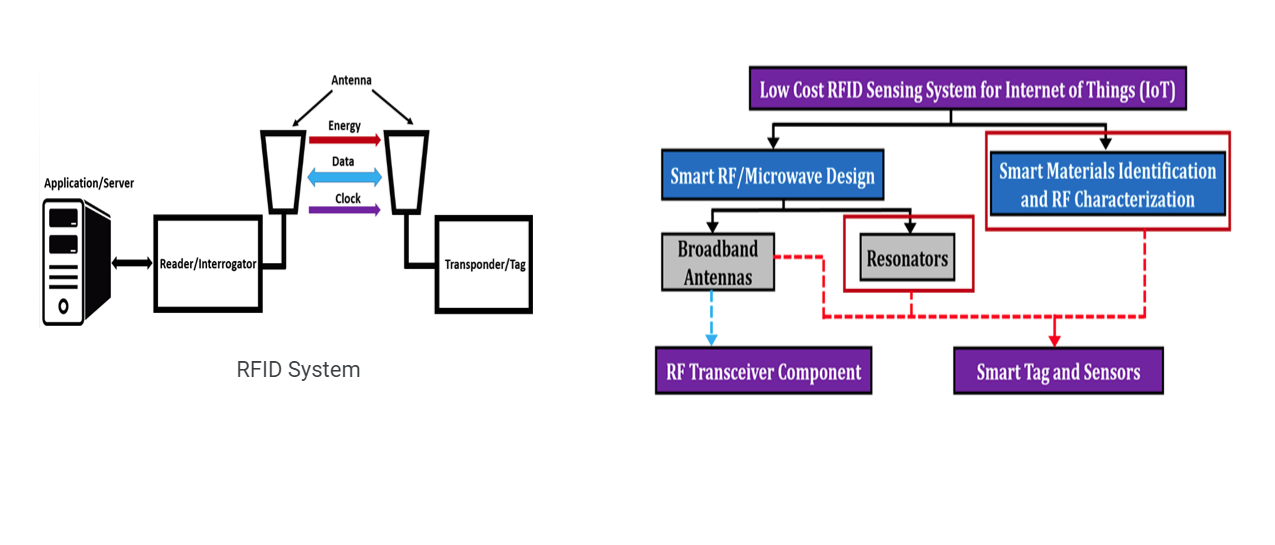 Antenna
Energy
Data
Clock
Application/Server
Reader/Interrogator
Transponder/Tag
RFID System
Low Cost RFID Sensing System for Internet of Things (IoT)
Smart RF/Microwave Design
Smart Materials Identification
and RF Characterization
Broadband
Antennas
Resonators
RF Transceiver Component
Smart Tag and Sensors